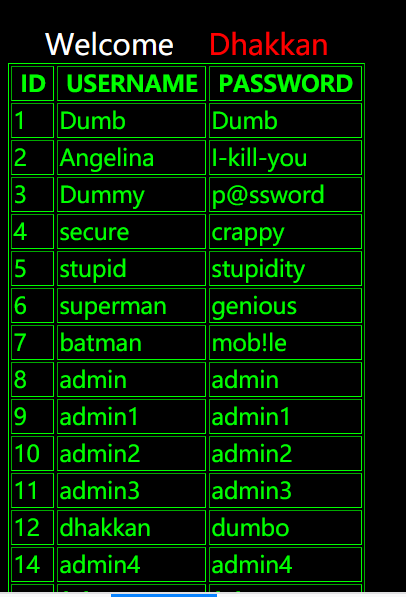 Welcome Dhakkan
ID USERNAME PASSWORD
1 Dumb Dumb
2 Angelina I-kill-you
3 Dummy p@ssword
4 secure crappy
5 stupid stupidity
6 superman genious
7 batman mob!le
8 admin admin
9 admin1 admin1
10 admin2 admin2
11 admin3 admin3
12 dhakkan dumbo
14 admin4 admin4